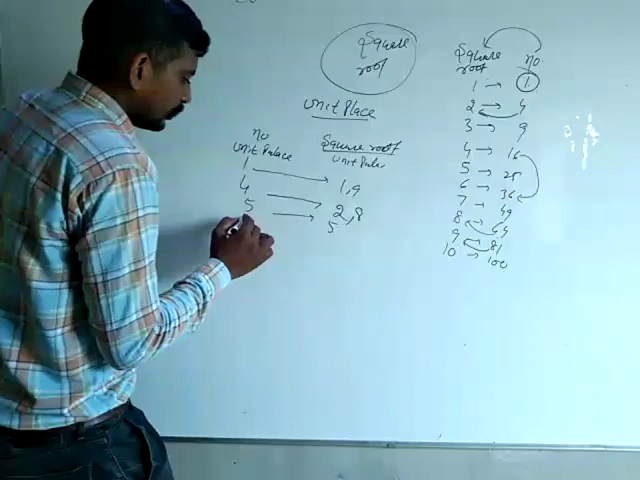 Square
root
Unit Place
no
Unit Palace
Square root
Unit Palac
1 → 1,9
4 → 2,8
5 → 5
Square
root
no
1 → 1
2 → 4
3 → 9
4 → 16
5 → 25
6 → 36
7 → 49
8 → 64
9 → 81
10 → 100